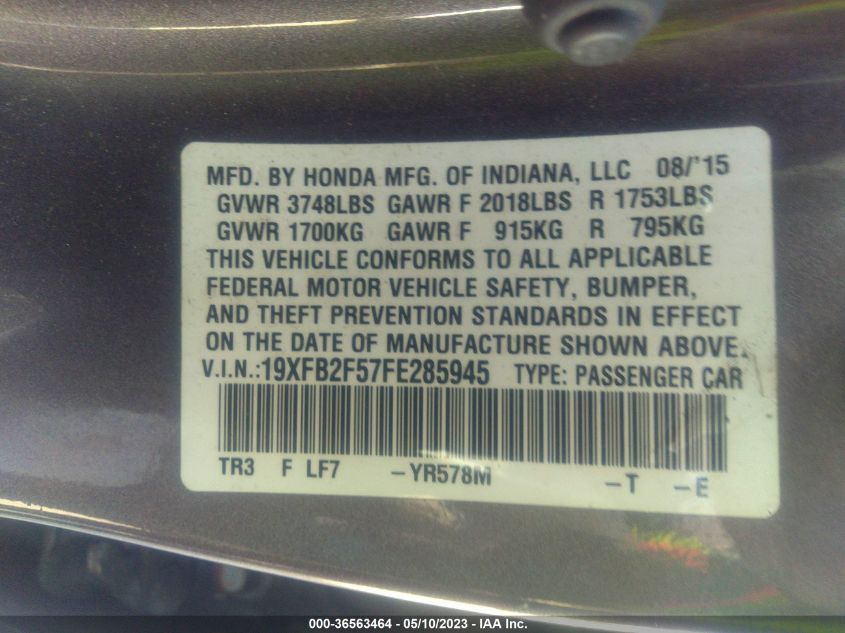 MFD. BY HONDA MFG. OF INDIANA, LLC 08/'15
GVWR 3748LBS GAWR F 2018LBS R 1753LBS
GVWR 1700KG GAWR F 915KG R 795KG
THIS VEHICLE CONFORMS TO ALL APPLICABLE
FEDERAL MOTOR VEHICLE SAFETY, BUMPER,
AND THEFT PREVENTION STANDARDS IN EFFECT
ON THE DATE OF MANUFACTURE SHOWN ABOVE.
V.I.N.:19XFB2F57FE285945 TYPE: PASSENGER CAR
TR3 F LF7 -YR578M -T -E
000-36563464 - 05/10/2023 - IAA Inc.